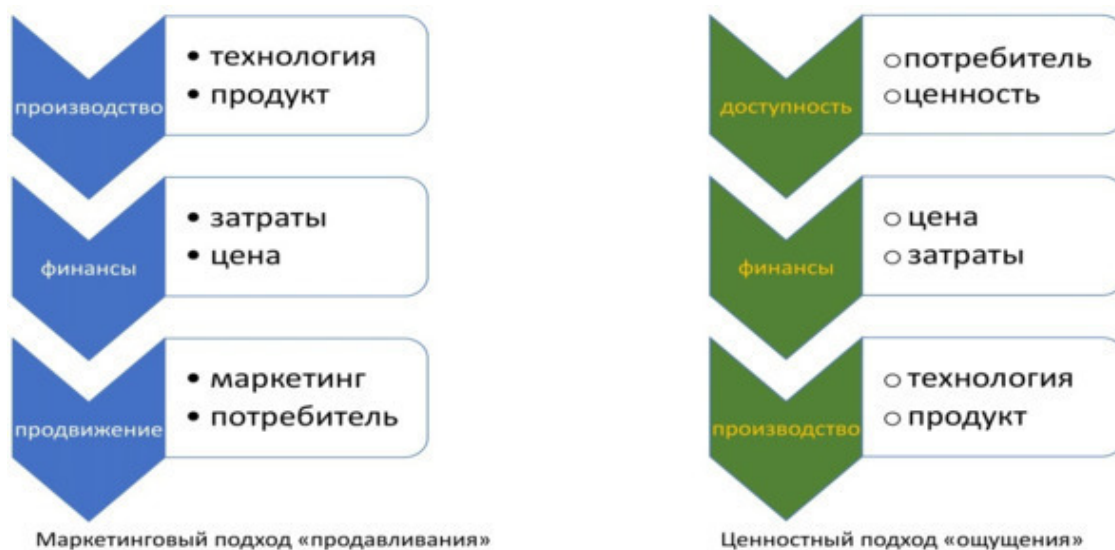 производство
• технология
• продукт
финансы
• затраты
• цена
продвижение
• маркетинг
• потребитель
Маркетинговый подход «продавливания»
доступность
○ потребитель
○ ценность
финансы
○ цена
○ затраты
производство
○ технология
○ продукт
Ценностный подход «ощущения»